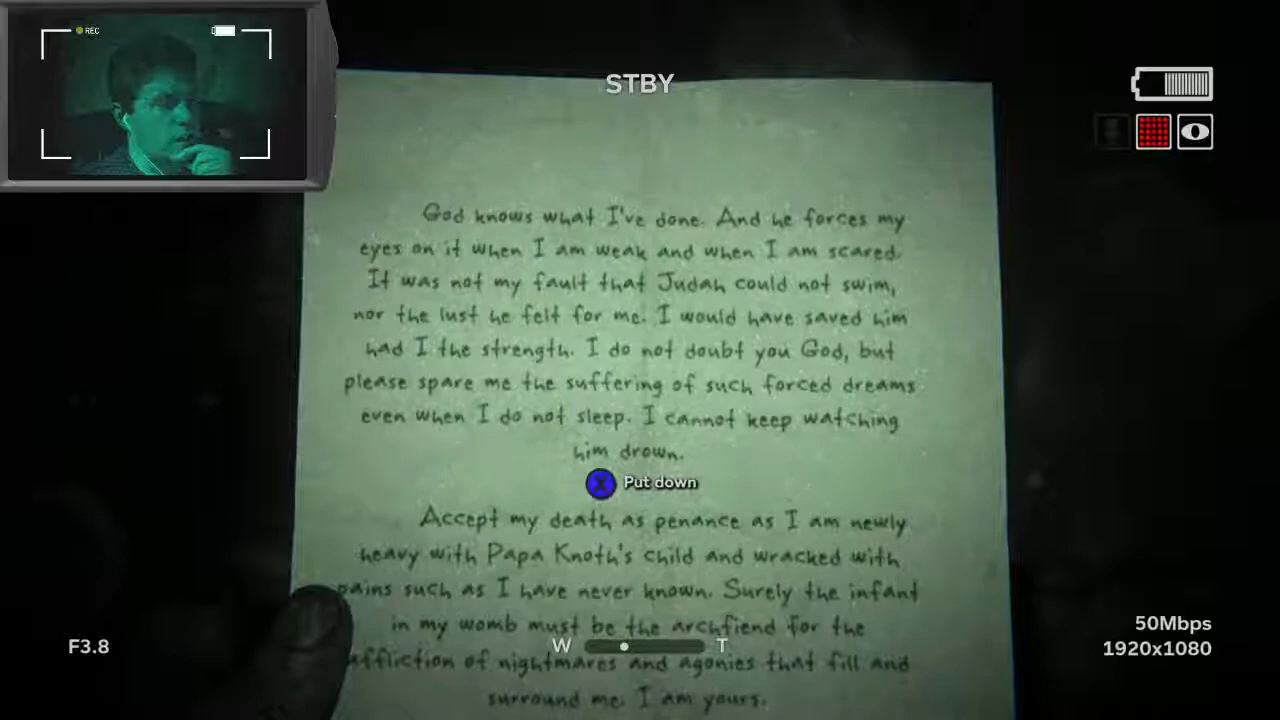 REC
STBY
God knows what I've done. And he forces my
eyes on it when I am weak and when I am scared.
It was not my fault that Judah could not swim,
nor the lust he felt for me. I would have saved him
had I the strength. I do not doubt you God, but
please spare me the suffering of such forced dreams
even when I do not sleep. I cannot keep watching
him drown.
X Put down
Accept my death as penance as I am newly
heavy with Papa Knoth's child and wracked with
pains such as I have never known. Surely the infant
in my womb must be the archfiend for the
affliction of nightmares and agonies that fill and
surround me. I am yours.
F3.8
W T
50Mbps
1920x1080